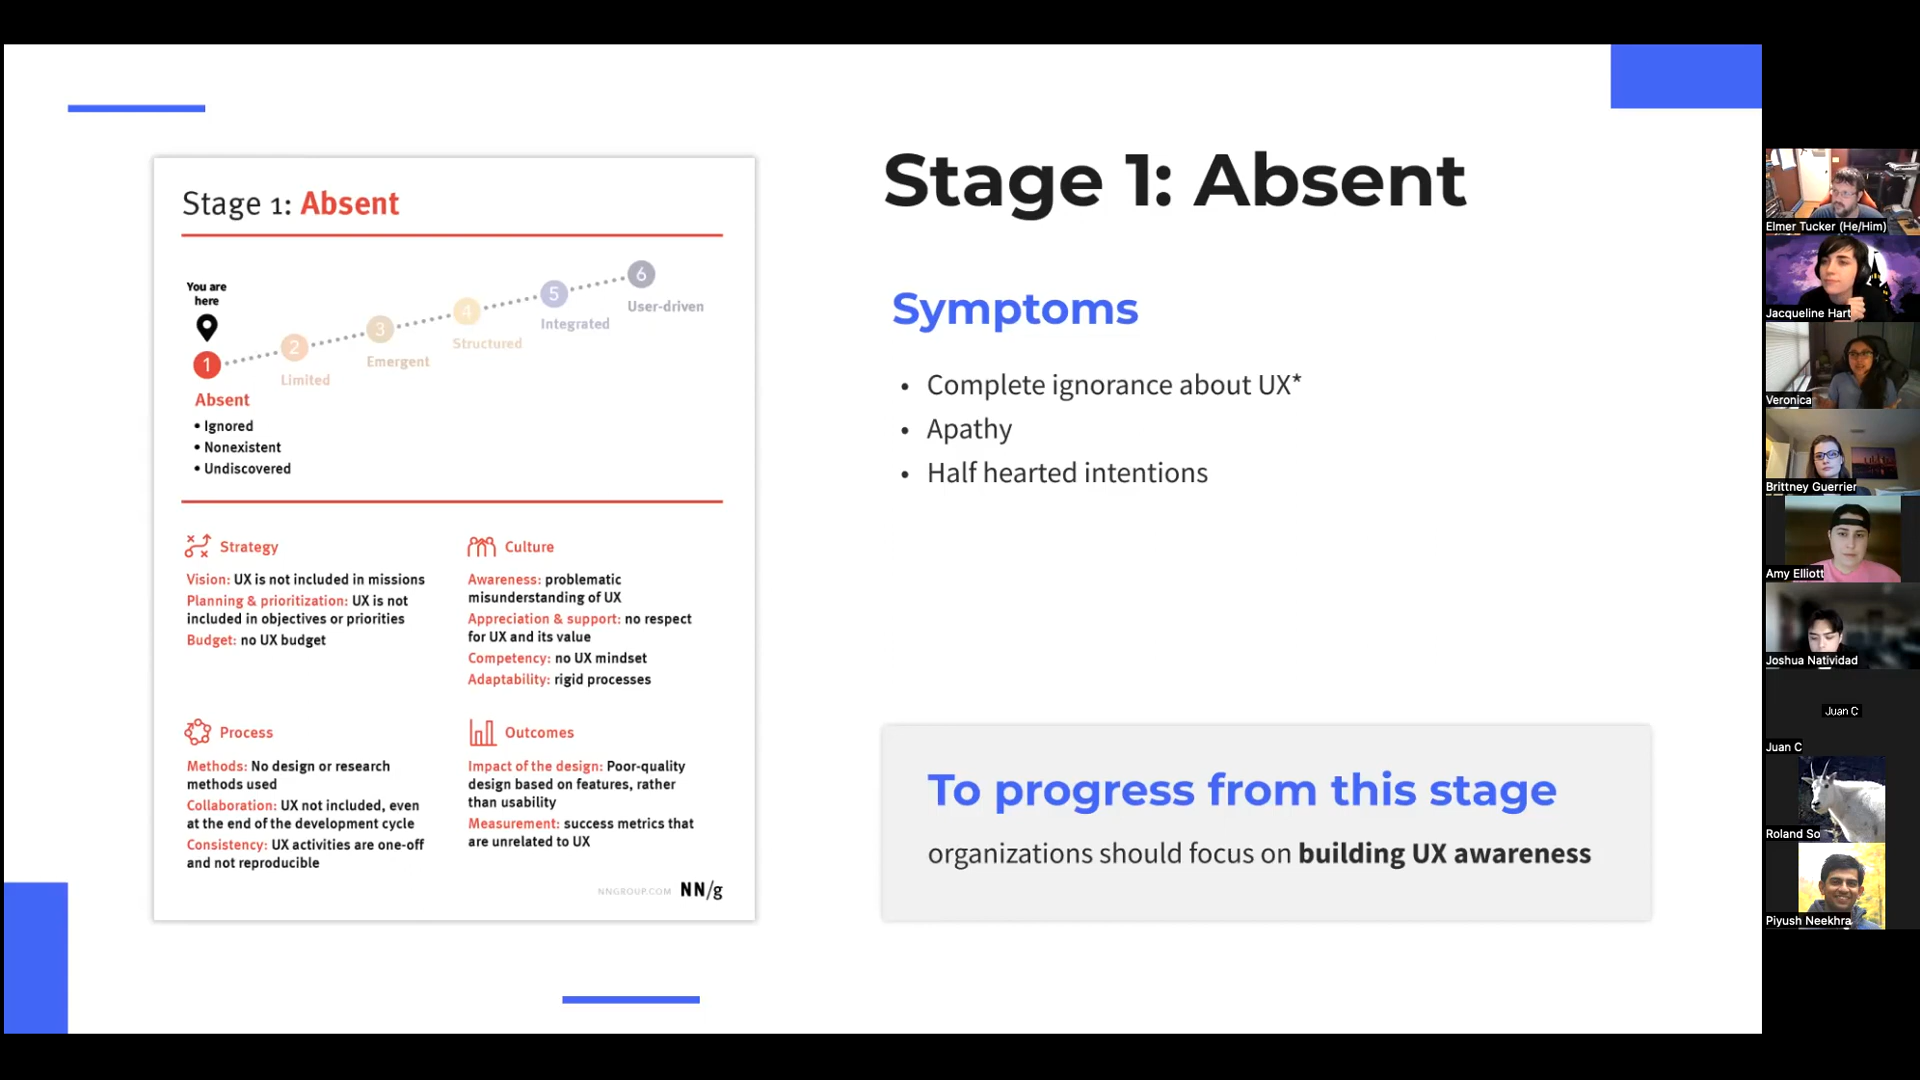 Stage 1: Absent
You are
here
1
2
3
4
5
6
Absent
Limited
Emergent
Structured
Integrated
User-driven
• Ignored
• Nonexistent
• Undiscovered
Strategy
Vision: UX is not included in missions
Planning & prioritization: UX is not
included in objectives or priorities
Budget: no UX budget
Culture
Awareness: problematic
misunderstanding of UX
Appreciation & support: no respect
for UX and its value
Competency: no UX mindset
Adaptability: rigid processes
Process
Methods: No design or research
methods used
Collaboration: UX not included, even
at the end of the development cycle
Consistency: UX activities are one-off
and not reproducible
Outcomes
Impact of the design: Poor-quality
design based on features, rather
than usability
Measurement: success metrics that
are unrelated to UX
NNGROUP.COM NN/g
Stage 1: Absent
Symptoms
• Complete ignorance about UX*
• Apathy
• Half hearted intentions
To progress from this stage
organizations should focus on building UX awareness
Elmer Tucker (He/Him)
Jacqueline Hart
Veronica
Brittney Guerrier
Amy Elliott
Joshua Natividad
Juan C
Juan C
Roland So
Piyush Neekhra